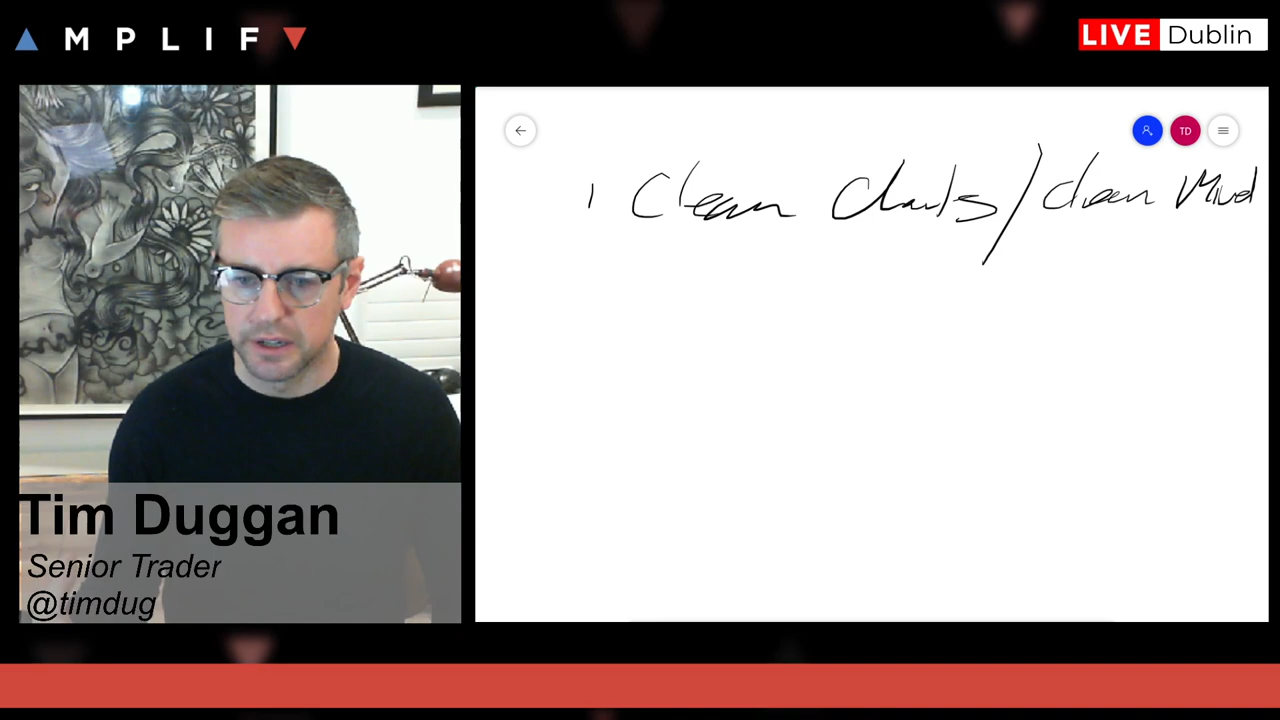 AMPLIFY
LIVE Dublin
TD
1 Clean Charts/Clean Mind
Tim Duggan
Senior Trader
@timdug